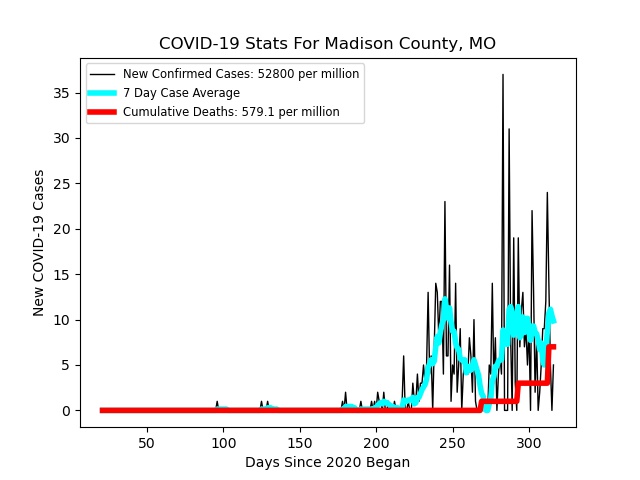 COVID-19 Stats For Madison County, MO
New Confirmed Cases: 52800 per million
7 Day Case Average
Cumulative Deaths: 579.1 per million
New COVID-19 Cases
35
30
25
20
15
10
5
0
50 100 150 200 250 300
Days Since 2020 Began